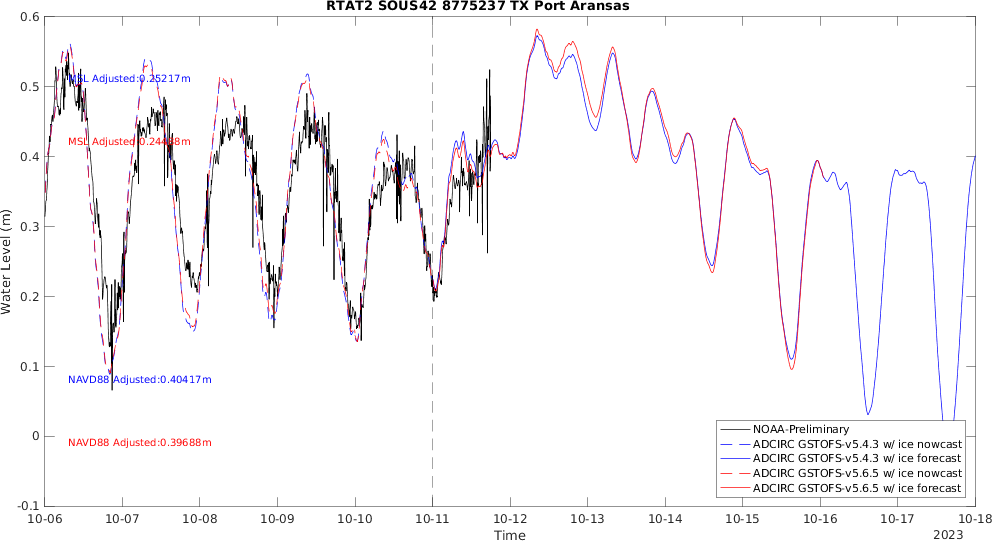 RTAT2 SOUS42 8775237 TX Port Aransas
0.6
0.5
0.4
0.3
0.2
0.1
0
-0.1
Water Level (m)
MSL Adjusted:0.25217m
MSL Adjusted:0.24488m
NAVD88 Adjusted:0.40417m
NAVD88 Adjusted:0.39688m
NOAA-Preliminary
ADCIRC GSTOFS-v5.4.3 w/ ice nowcast
ADCIRC GSTOFS-v5.4.3 w/ ice forecast
ADCIRC GSTOFS-v5.6.5 w/ ice nowcast
ADCIRC GSTOFS-v5.6.5 w/ ice forecast
10-06 10-07 10-08 10-09 10-10 10-11 10-12 10-13 10-14 10-15 10-16 10-17 10-18
Time
2023